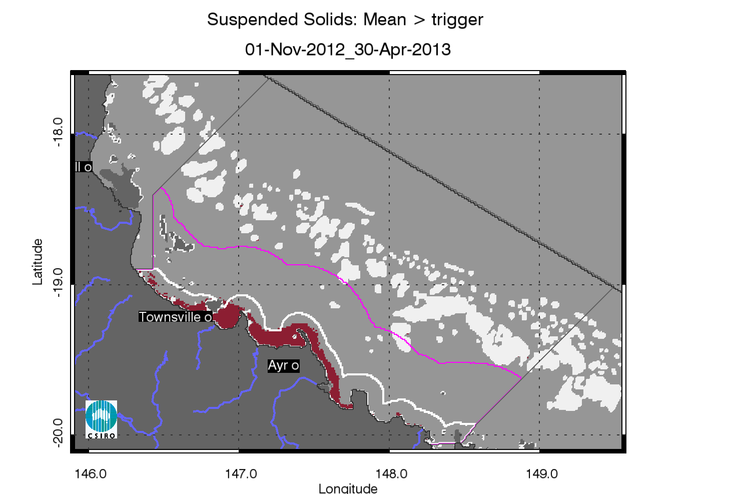 Suspended Solids: Mean > trigger
01-Nov-2012_30-Apr-2013
-18.0
ll o
Latitude
-19.0
Townsville o
Ayr o
CSIRO
-20.0
146.0 147.0 148.0 149.0
Longitude